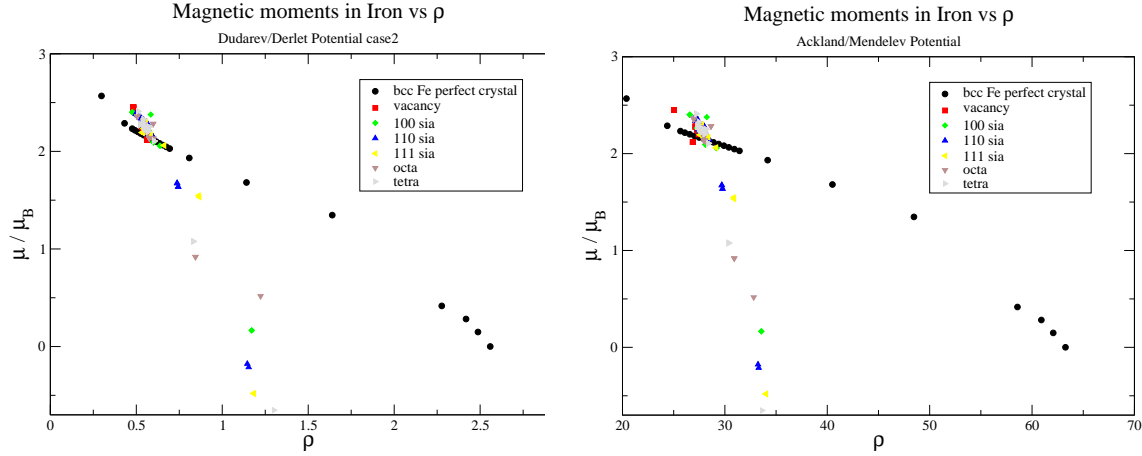 Magnetic moments in Iron vs ρ
Dudarev/Derlet Potential case2
3
2
1
0
μ / μ_B
0
0.5
1
1.5
2
2.5
ρ
bcc Fe perfect crystal
vacancy
100 sia
110 sia
111 sia
octa
tetra
Magnetic moments in Iron vs ρ
Ackland/Mendelev Potential
3
2
1
0
μ / μ_B
20
30
40
50
60
70
ρ
bcc Fe perfect crystal
vacancy
100 sia
110 sia
111 sia
octa
tetra